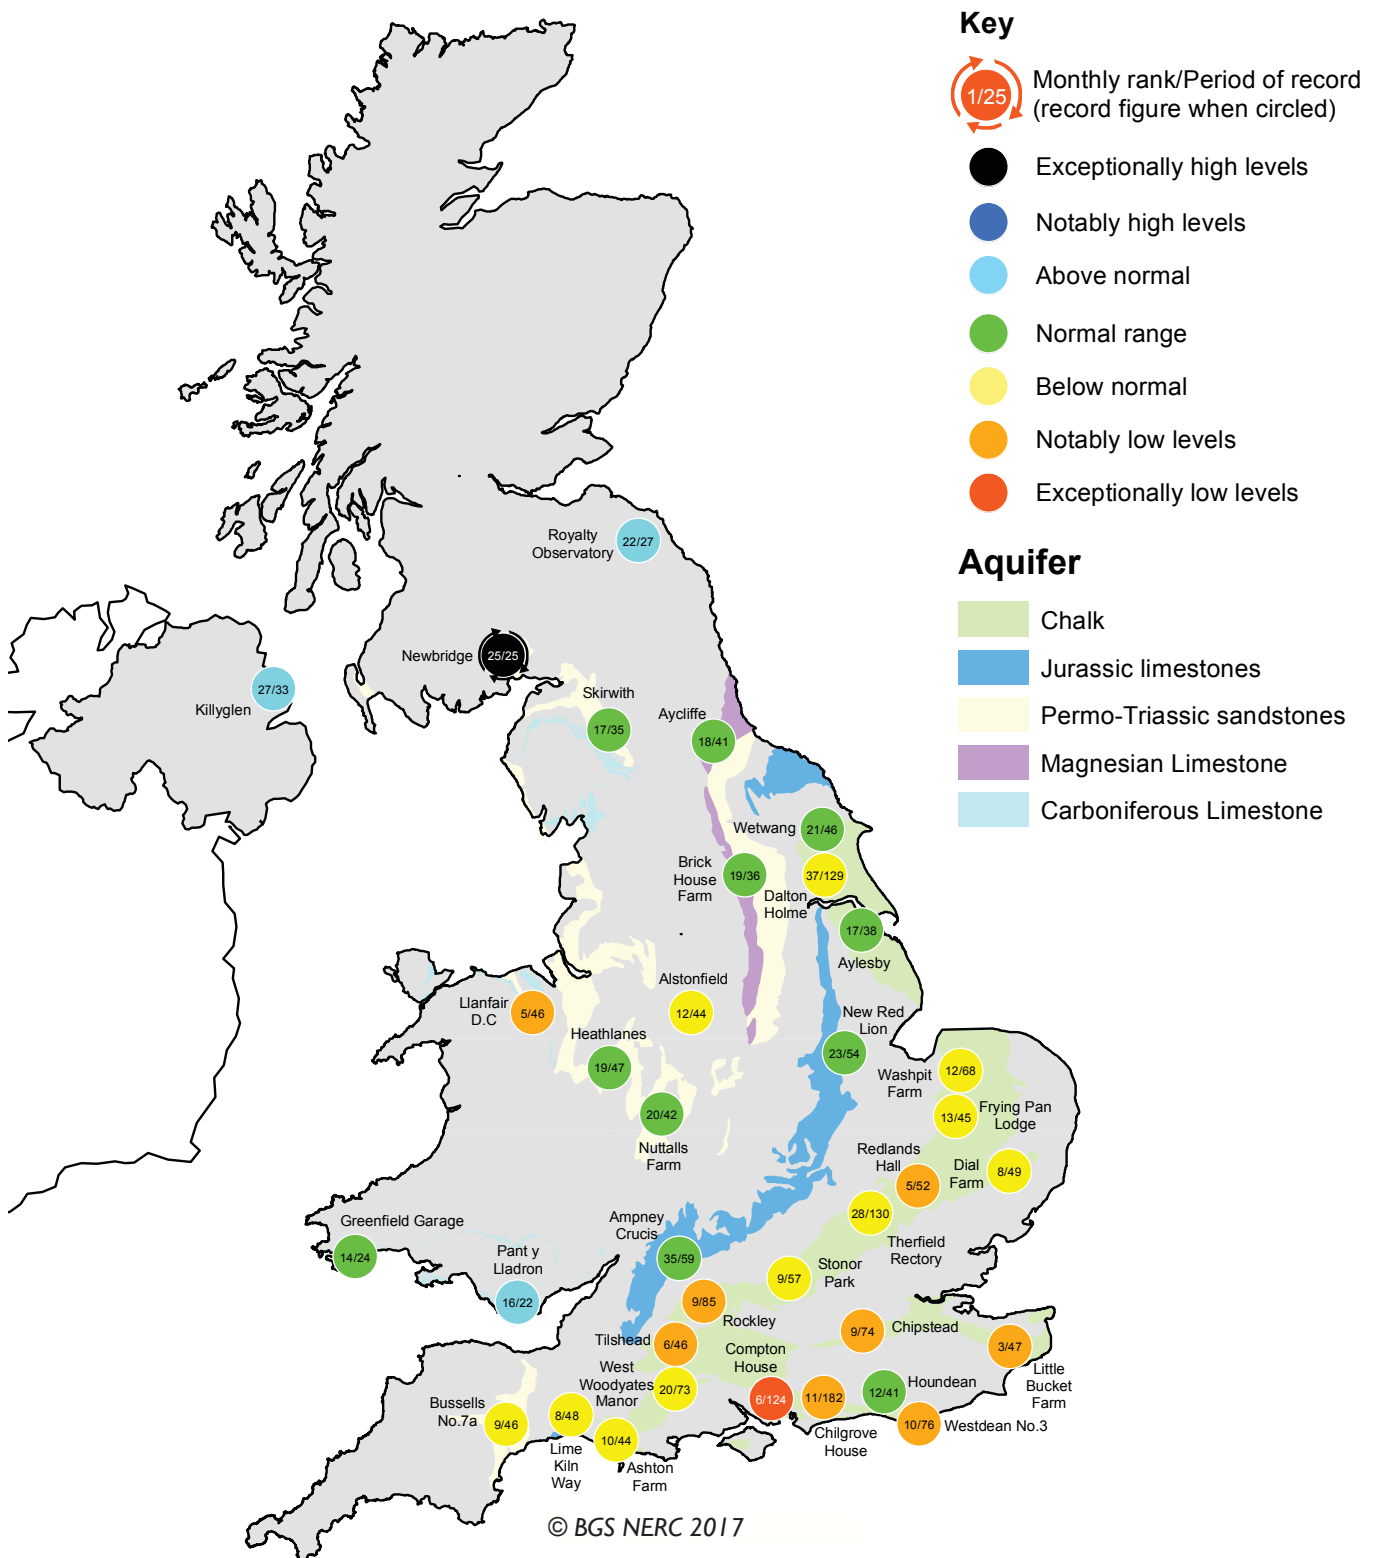 Key
1/25
Monthly rank/Period of record
(record figure when circled)
Exceptionally high levels
Notably high levels
Above normal
Normal range
Below normal
Notably low levels
Exceptionally low levels
Aquifer
Chalk
Jurassic limestones
Permo-Triassic sandstones
Magnesian Limestone
Carboniferous Limestone
Royalty
Observatory
22/27
Newbridge
25/25
Killyglen
27/33
Skirwith
17/35
Aycliffe
18/41
Wetwang
21/46
Brick
House
Farm
19/36
Dalton
Holme
37/129
17/38
Aylesby
Llanfair
D.C
5/46
Alstonfield
12/44
Heathlanes
19/47
New Red
Lion
23/54
Washpit
Farm
12/68
20/42
Nuttalls
Farm
13/45
Frying Pan
Lodge
Redlands
Hall
5/52
Dial
Farm
8/49
28/130
Therfield
Rectory
Greenfield Garage
14/24
Pant y
Lladron
16/22
Ampney
Crucis
35/59
9/57
Stonor
Park
9/85
Rockley
Tilshead
6/46
9/74
Chipstead
3/47
Little
Bucket
Farm
Compton
House
6/124
West
Woodyates
Manor
20/73
11/182
Chilgrove
House
12/41
Houndean
10/76
Westdean No.3
Bussells
No.7a
9/46
8/48
Lime
Kiln
Way
10/44
Ashton
Farm
© BGS NERC 2017